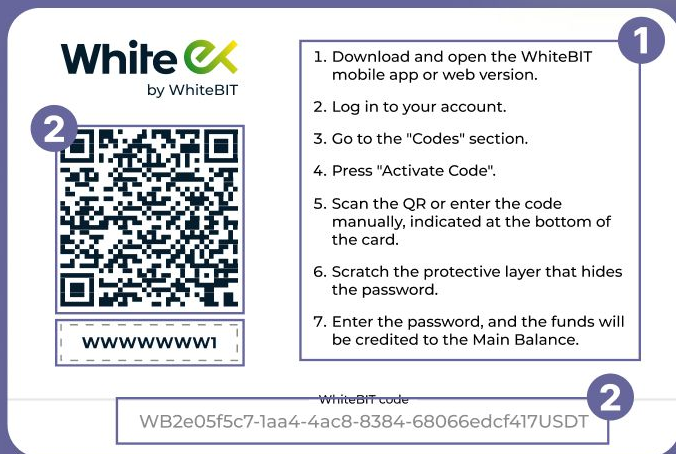 White ex
by WhiteBIT
2
WWWWWWW1
1
1. Download and open the WhiteBIT
mobile app or web version.
2. Log in to your account.
3. Go to the "Codes" section.
4. Press "Activate Code".
5. Scan the QR or enter the code
manually, indicated at the bottom of
the card.
6. Scratch the protective layer that hides
the password.
7. Enter the password, and the funds will
be credited to the Main Balance.
WhiteBIT code
2
WB2e05f5c7-1aa4-4ac8-8384-68066edcf417USDT